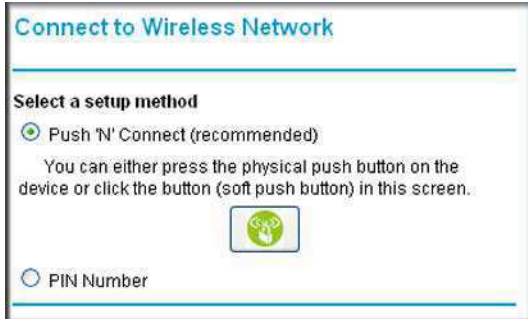 Connect to Wireless Network
Select a setup method
Push 'N' Connect (recommended)
You can either press the physical push button on the
device or click the button (soft push button) in this screen.
PIN Number